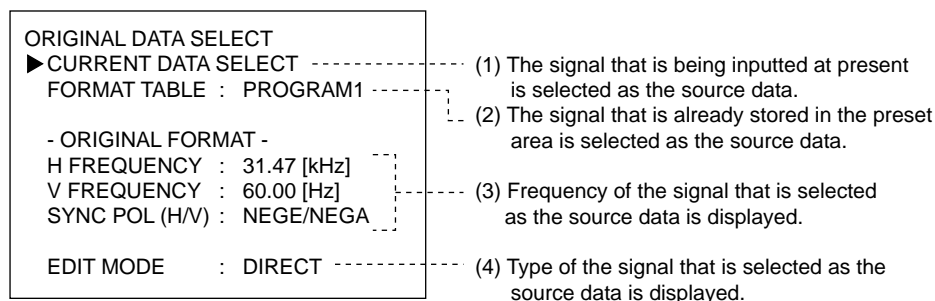 ORIGINAL DATA SELECT
▶CURRENT DATA SELECT
FORMAT TABLE : PROGRAM1
- ORIGINAL FORMAT -
H FREQUENCY : 31.47 [kHz]
V FREQUENCY : 60.00 [Hz]
SYNC POL (H/V) : NEGE/NEGA
EDIT MODE : DIRECT
(1) The signal that is being inputted at present
is selected as the source data.
(2) The signal that is already stored in the preset
area is selected as the source data.
(3) Frequency of the signal that is selected
as the source data is displayed.
(4) Type of the signal that is selected as the
source data is displayed.